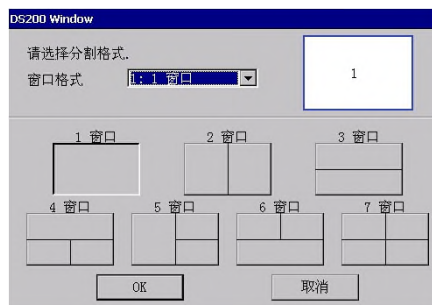 DS200 Window
请选择分割格式.
窗口格式 1: 1 窗口
1
1 窗口 2 窗口 3 窗口
4 窗口 5 窗口 6 窗口 7 窗口
OK 取消